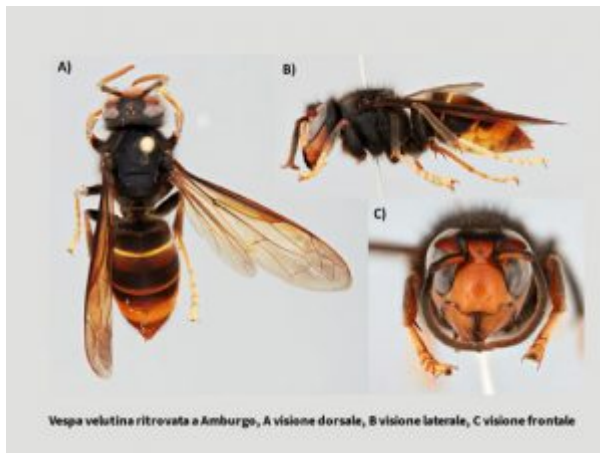 A)
B)
C)
Vespa velutina ritrovata a Amburgo, A visione dorsale, B visione laterale, C visione frontale